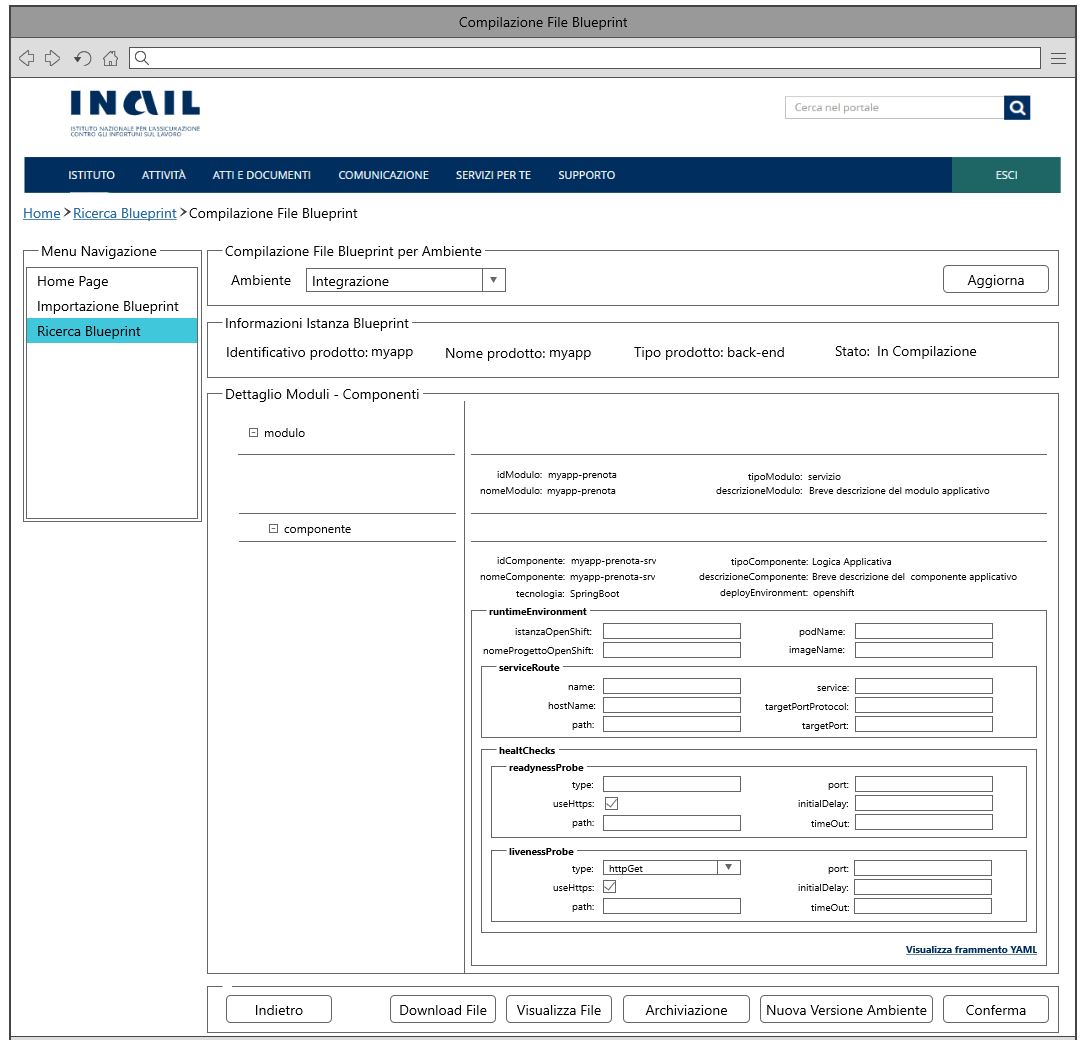 Compilazione File Blueprint
INAIL
ISTITUTO NAZIONALE PER L'ASSICURAZIONE
CONTRO GLI INFORTUNI SUL LAVORO
Cerca nel portale
ISTITUTO ATTIVITÀ ATTI E DOCUMENTI COMUNICAZIONE SERVIZI PER TE SUPPORTO ESCI
Home > Ricerca Blueprint > Compilazione File Blueprint
Menu Navigazione
Home Page
Importazione Blueprint
Ricerca Blueprint
Compilazione File Blueprint per Ambiente
Ambiente Integrazione Aggiorna
Informazioni Istanza Blueprint
Identificativo prodotto: myapp Nome prodotto: myapp Tipo prodotto: back-end Stato: In Compilazione
Dettaglio Moduli - Componenti
modulo
idModulo: myapp-prenota tipoModulo: servizio
nomeModulo: myapp-prenota descrizioneModulo: Breve descrizione del modulo applicativo
componente
idComponente: myapp-prenota-srv tipoComponente: Logica Applicativa
nomeComponente: myapp-prenota-srv descrizioneComponente: Breve descrizione del componente applicativo
tecnologia: SpringBoot deployEnvironment: openshift
runtimeEnvironment
istanzaOpenShift: podName:
nomeProgettoOpenShift: imageName:
serviceRoute
name: service:
hostName: targetPortProtocol:
path: targetPort:
healtChecks
readynessProbe
type: port:
useHttps: initialDelay:
path: timeOut:
livenessProbe
type: httpGet port:
useHttps: initialDelay:
path: timeOut:
Visualizza frammento YAML
Indietro Download File Visualizza File Archiviazione Nuova Versione Ambiente Conferma